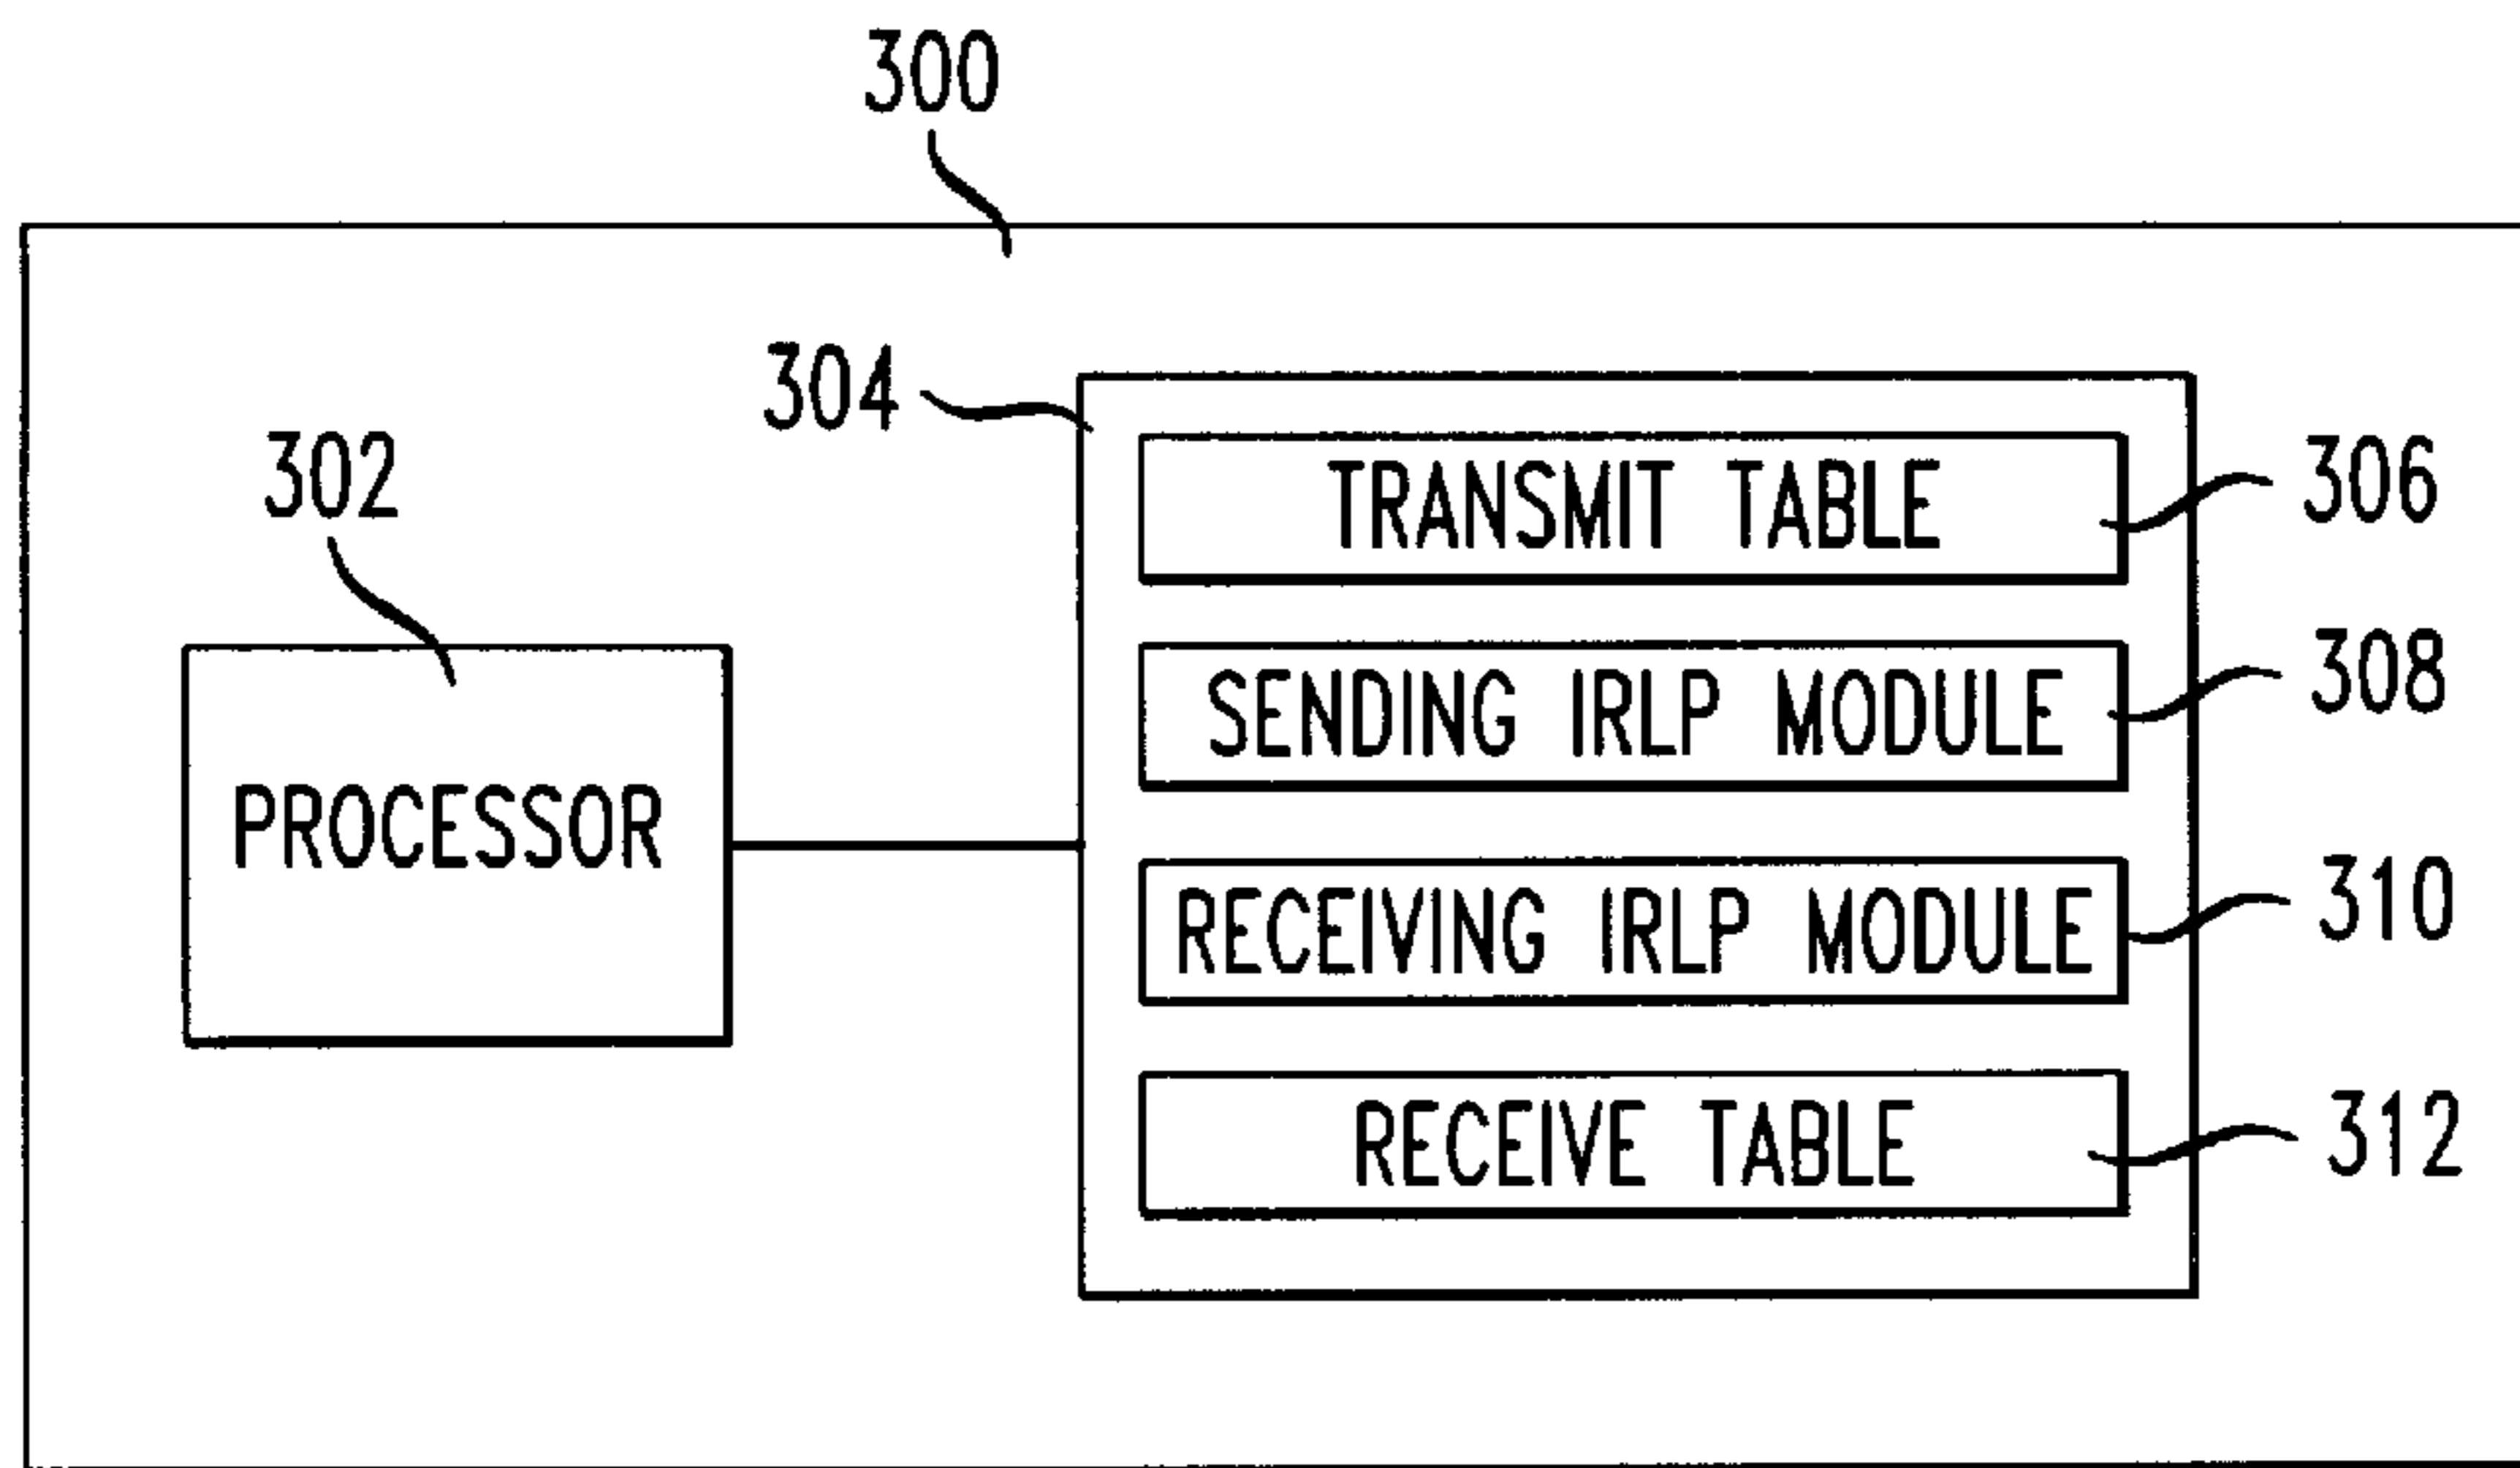 300
304
302
TRANSMIT TABLE
306
SENDING IRLP MODULE
308
PROCESSOR
RECEIVING IRLP MODULE
310
RECEIVE TABLE
312